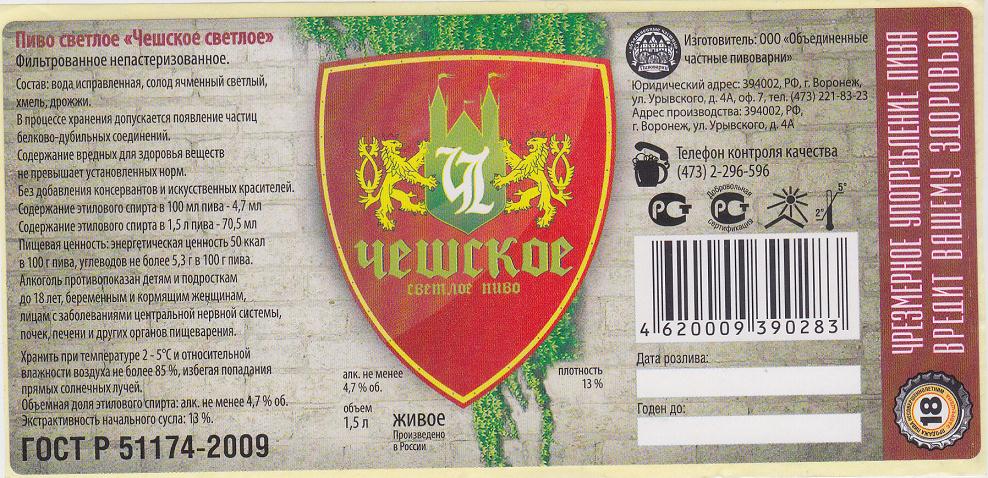 Пиво светлое «Чешское светлое»
Фильтрованное непастеризованное.
Состав: вода исправленная, солод ячменный светлый,
хмель, дрожжи.
В процессе хранения допускается появление частиц
белково-дубильных соединений.
Содержание вредных для здоровья веществ
не превышает установленных норм.
Без добавления консервантов и искусственных красителей.
Содержание этилового спирта в 100 мл пива - 4,7 мл
Содержание этилового спирта в 1,5 л пива - 70,5 мл
Пищевая ценность: энергетическая ценность 50 ккал
в 100 г пива, углеводов не более 5,3 г в 100 г пива.
Алкоголь противопоказан детям и подросткам
до 18 лет, беременным и кормящим женщинам,
лицам с заболеваниями центральной нервной системы,
почек, печени и других органов пищеварения.
Хранить при температуре 2 - 5°С и относительной
влажности воздуха не более 85 %, избегая попадания
прямых солнечных лучей.
Объемная доля этилового спирта: алк. не менее 4,7 % об.
Экстрактивность начального сусла: 13 %.
ГОСТ Р 51174-2009
ЧС
чешское
светлое пиво
алк. не менее
4,7 % об.
объем
1,5 л
ЖИВОЕ
Произведено
в России
плотность
13 %
Изготовитель: ООО «Объединенные
частные пивоварни»
Юридический адрес: 394002, РФ, г. Воронеж,
ул. Урывского, д. 4А, оф. 7, тел. (473) 221-83-23
Адрес производства: 394002, РФ,
г. Воронеж, ул. Урывского, д. 4А
Телефон контроля качества
(473) 2-296-596
РСТ
Добровольная
РСТ
сертификация
2°
5°
4 620009 390283
Дата розлива:
Годен до:
ЧРЕЗМЕРНОЕ УПОТРЕБЛЕНИЕ ПИВА
ВРЕДИТ ВАШЕМУ ЗДОРОВЬЮ
18